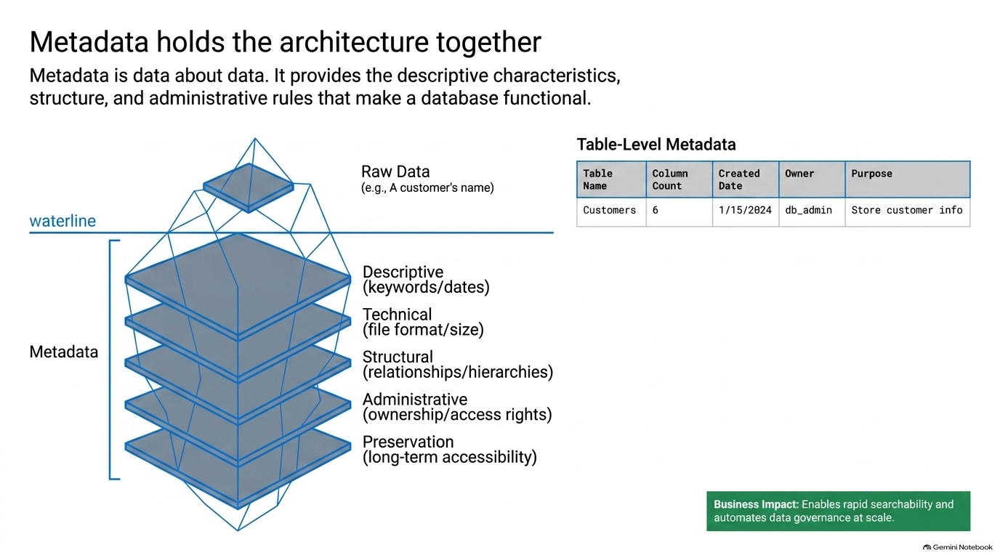 Metadata holds the architecture together
Metadata is data about data. It provides the descriptive characteristics,
structure, and administrative rules that make a database functional.
Raw Data
(e.g., A customer's name)
waterline
Metadata
Descriptive
(keywords/dates)
Technical
(file format/size)
Structural
(relationships/hierarchies)
Administrative
(ownership/access rights)
Preservation
(long-term accessibility)
Table-Level Metadata
Table Name Column Count Created Date Owner Purpose
Customers 6 1/15/2024 db_admin Store customer info
Business Impact: Enables rapid searchability and
automates data governance at scale.
Gemini Notebook